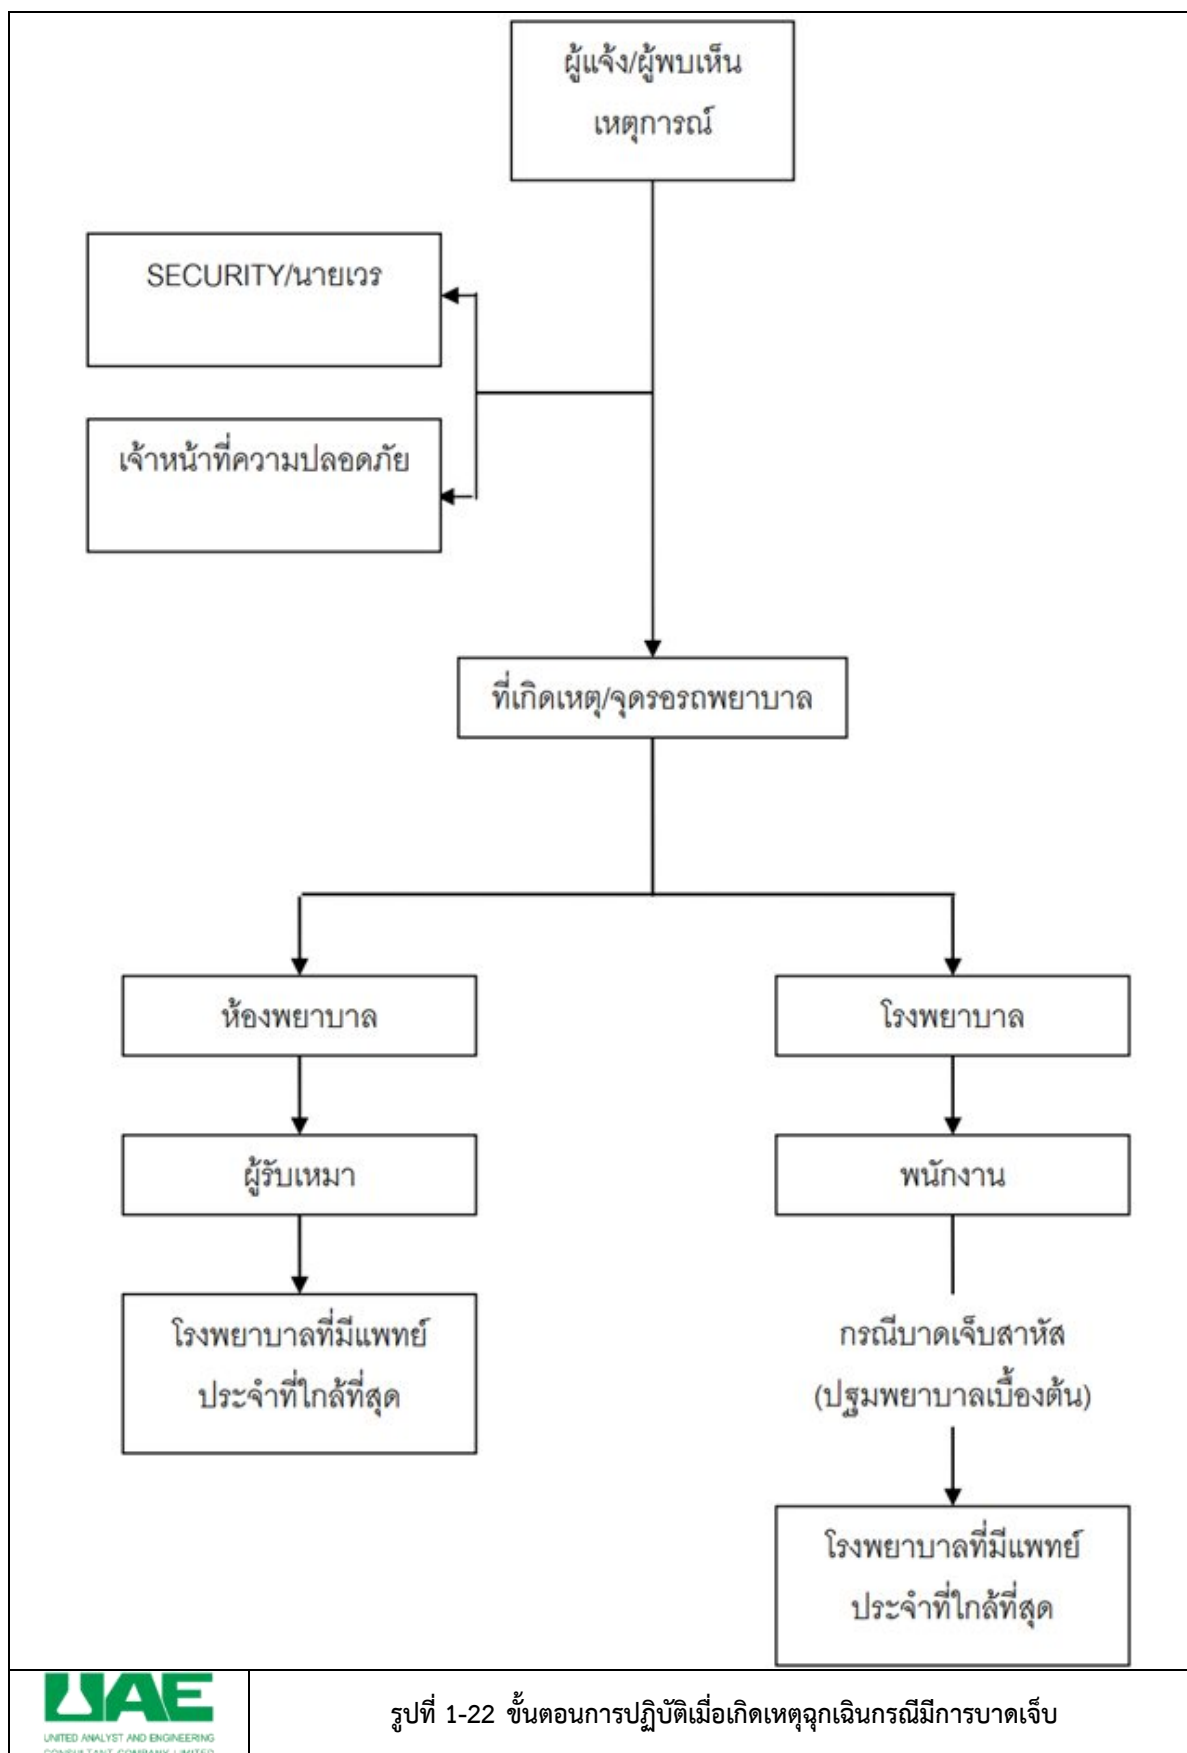 ผู้แจ้ง/ผู้พบเห็น
เหตุการณ์
SECURITY/นายเวร
เจ้าหน้าที่ความปลอดภัย
ที่เกิดเหตุ/จุดรอรถพยาบาล
ห้องพยาบาล
โรงพยาบาล
ผู้รับเหมา
พนักงาน
โรงพยาบาลที่มีแพทย์
ประจำที่ใกล้ที่สุด
กรณีบาดเจ็บสาหัส
(ปฐมพยาบาลเบื้องต้น)
โรงพยาบาลที่มีแพทย์
ประจำที่ใกล้ที่สุด
UAE
UNITED ANALYST AND ENGINEERING
CONSULTANT COMPANY LIMITED
รูปที่ 1-22 ขั้นตอนการปฏิบัติเมื่อเกิดเหตุฉุกเฉินกรณีมีการบาดเจ็บ